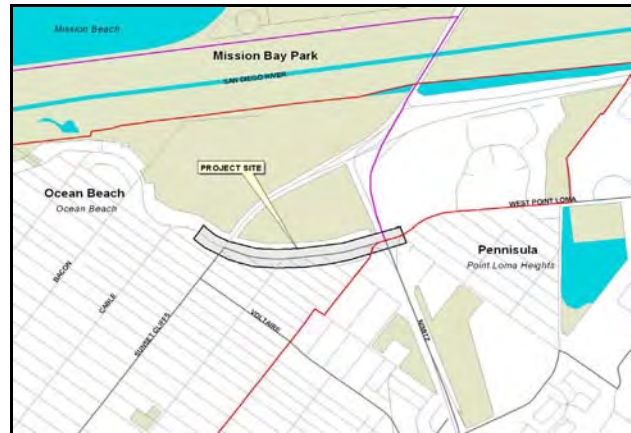 Mission Beach
Mission Bay Park
SAN DIEGO RIVER
PROJECT SITE
Ocean Beach
Ocean Beach
WEST POINT LOMA
Pennisula
Point Loma Heights
BACON
CABLE
SUNSET CLIFFS
VOLTAIRE
NIMITZ